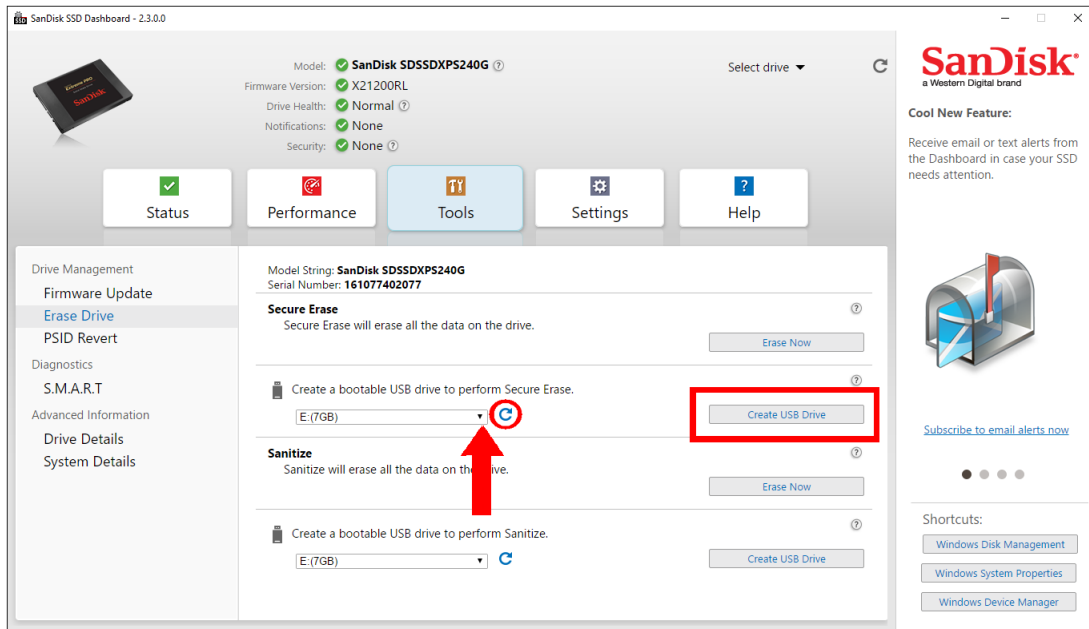 SanDisk SSD Dashboard - 2.3.0.0
Model: SanDisk SDSSDXPS240G
Firmware Version: X21200RL
Drive Health: Normal
Notifications: None
Security: None
Select drive
SanDisk
Status
Performance
Tools
Settings
Help
Drive Management
Firmware Update
Erase Drive
PSID Revert
Diagnostics
S.M.A.R.T
Advanced Information
Drive Details
System Details
Model String: SanDisk SDSSDXPS240G
Serial Number: 161077402077
Secure Erase
Secure Erase will erase all the data on the drive.
Erase Now
Create a bootable USB drive to perform Secure Erase.
E:(7GB)
Create USB Drive
Sanitize
Sanitize will erase all the data on the
Erase Now
Create a bootable USB drive to perform Sanitize.
E:(7GB)
Create USB Drive
SanDisk
a Western Digital brand
Cool New Feature:
Receive email or text alerts from
the Dashboard in case your SSD
needs attention.
Subscribe to email alerts now
Shortcuts:
Windows Disk Management
Windows System Properties
Windows Device Manager